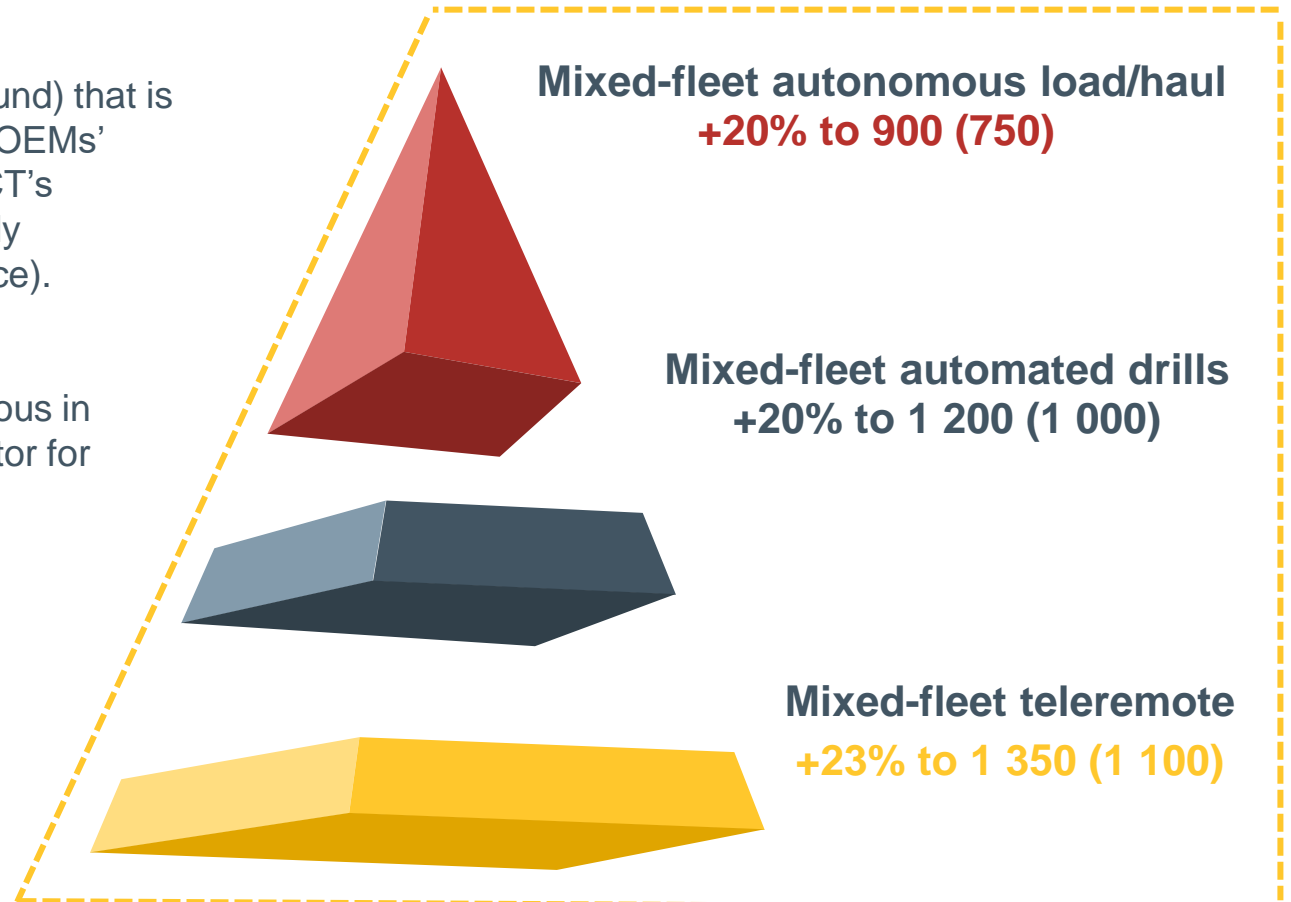 und) that is
OEMs’
CT’s
ly
ce).
ous in
tor for
Mixed-fleet autonomous load/haul
+20% to 900 (750)
Mixed-fleet automated drills
+20% to 1 200 (1 000)
Mixed-fleet teleremote
+23% to 1 350 (1 100)